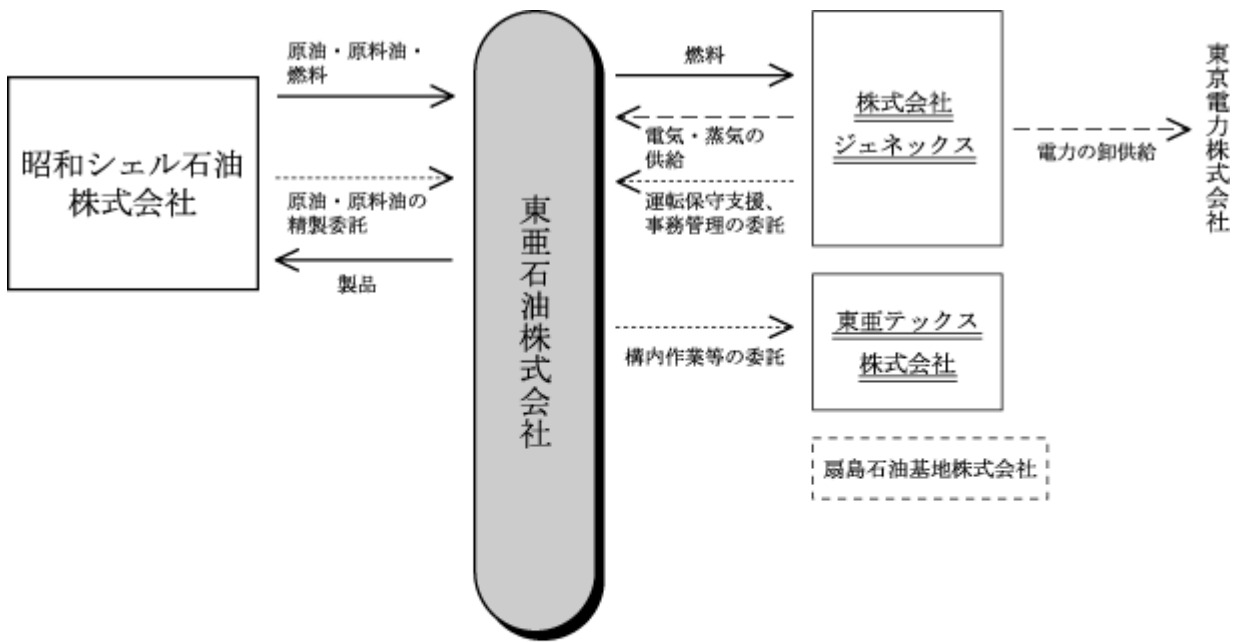 原油・原料油・
燃料
昭和シェル石油
株式会社
原油・原料油の
精製委託
製品
東亜石油株式会社
燃料
電気・蒸気の
供給
運転保守支援、
事務管理の委託
構内作業等の委託
株式会社
ジェネックス
東亜テックス
株式会社
扇島石油基地株式会社
電力の卸供給
東京電力株式会社